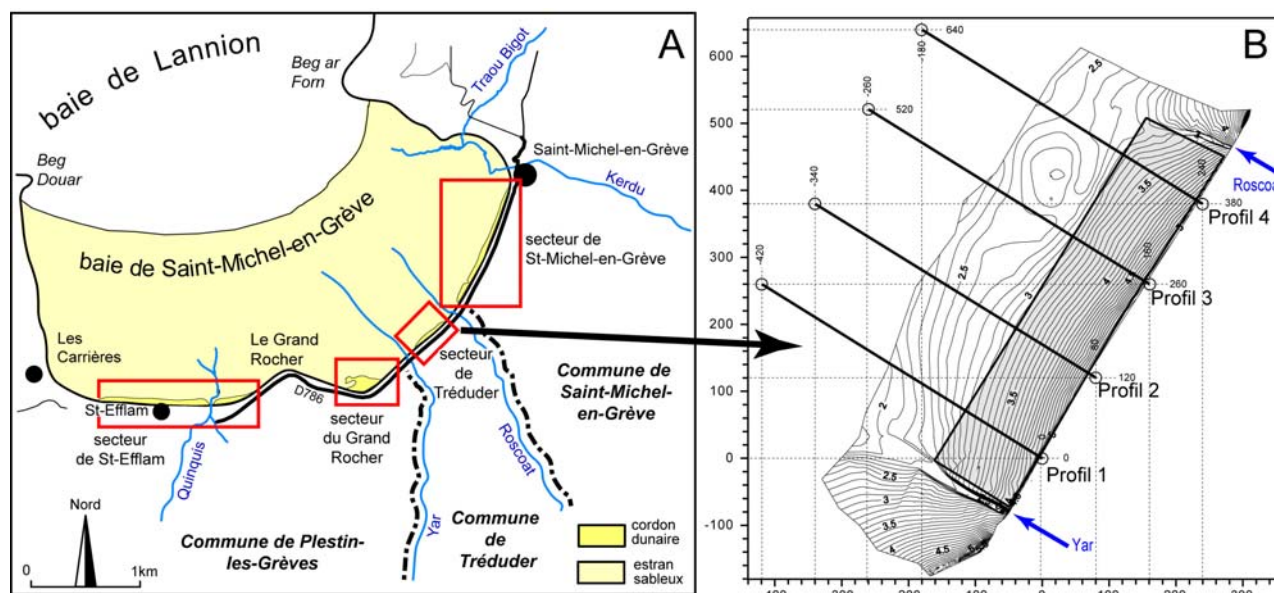 A
baie de Lannion
Beg ar
Forn
Traou Bigot
Beg
Douar
Saint-Michel-en-Grève
Kerdu
baie de Saint-Michel-en-Grève
secteur de
St-Michel-en-Grève
Les
Carrières
Le Grand
Rocher
D786
secteur
de
Tréduder
Commune de
Saint-Michel-
en-Grève
St-Efflam
secteur
de St-Efflam
secteur
du Grand
Rocher
Quinquis
Roscoat
Yar
Nord
0
1km
Commune de Plestin-
les-Grèves
Commune
de
Tréduder
cordon
dunaire
estran
sableux
B
600
500
400
300
200
100
0
-100
640
-180
-260
520
-340
-420
2.5
4
3.5
240
380
Profil 4
160
260
Profil 3
2.5
3
4
80
120
Profil 2
3.5
2
0
Profil 1
2.5
3
3.5
4
4.5
Yar